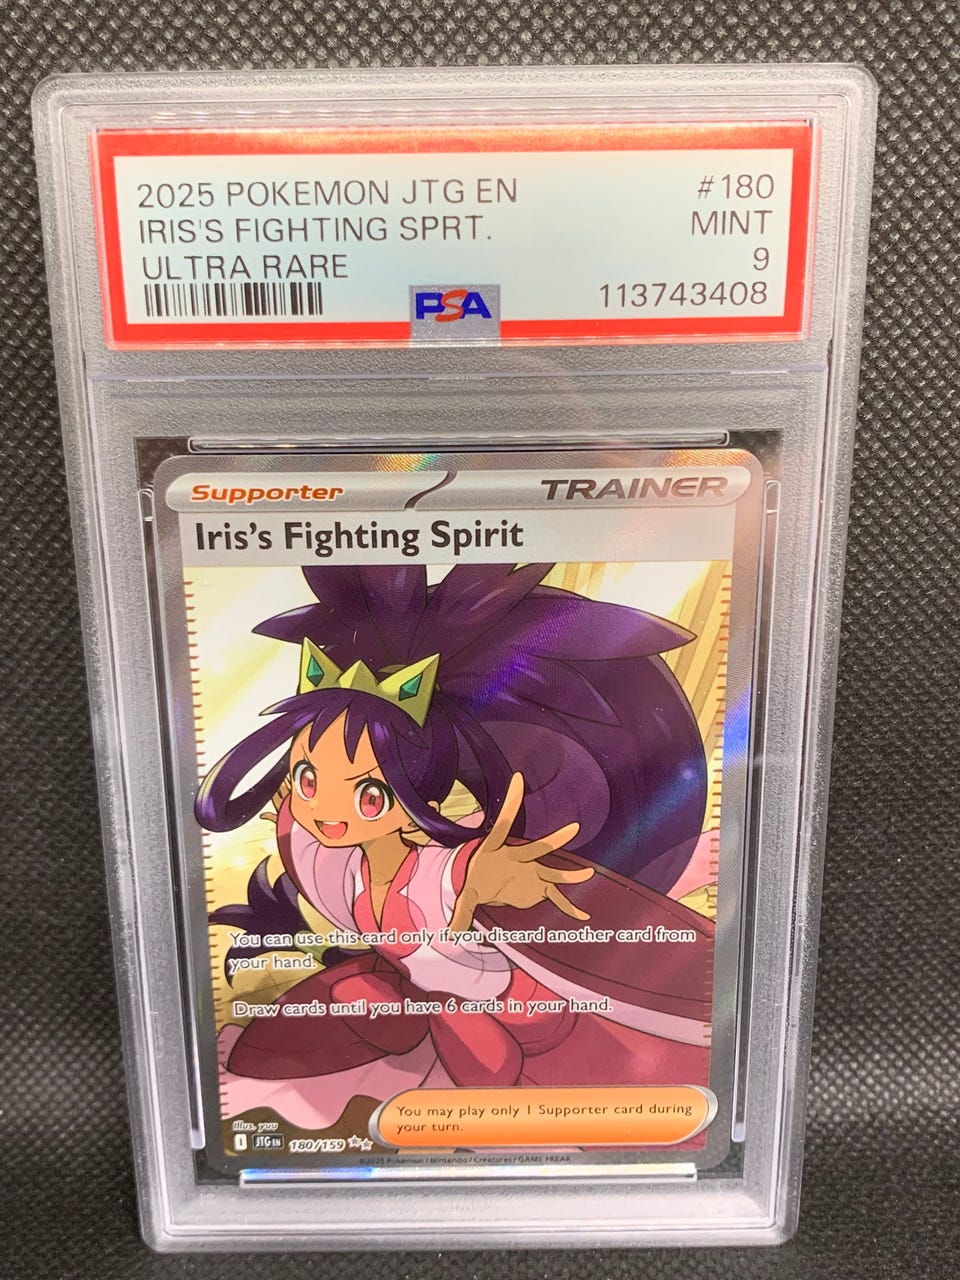 2025 POKEMON JTG EN #180
IRIS'S FIGHTING SPRT. MINT
ULTRA RARE 9
PSA 113743408
Supporter TRAINER
Iris's Fighting Spirit
You can use this card only if you discard another card from
your hand.
Draw cards until you have 6 cards in your hand.
You may play only 1 Supporter card during
your turn.
Illus. yuu
I JTG EN 180/159
©2025 Pokémon / Nintendo / Creatures / GAME FREAK